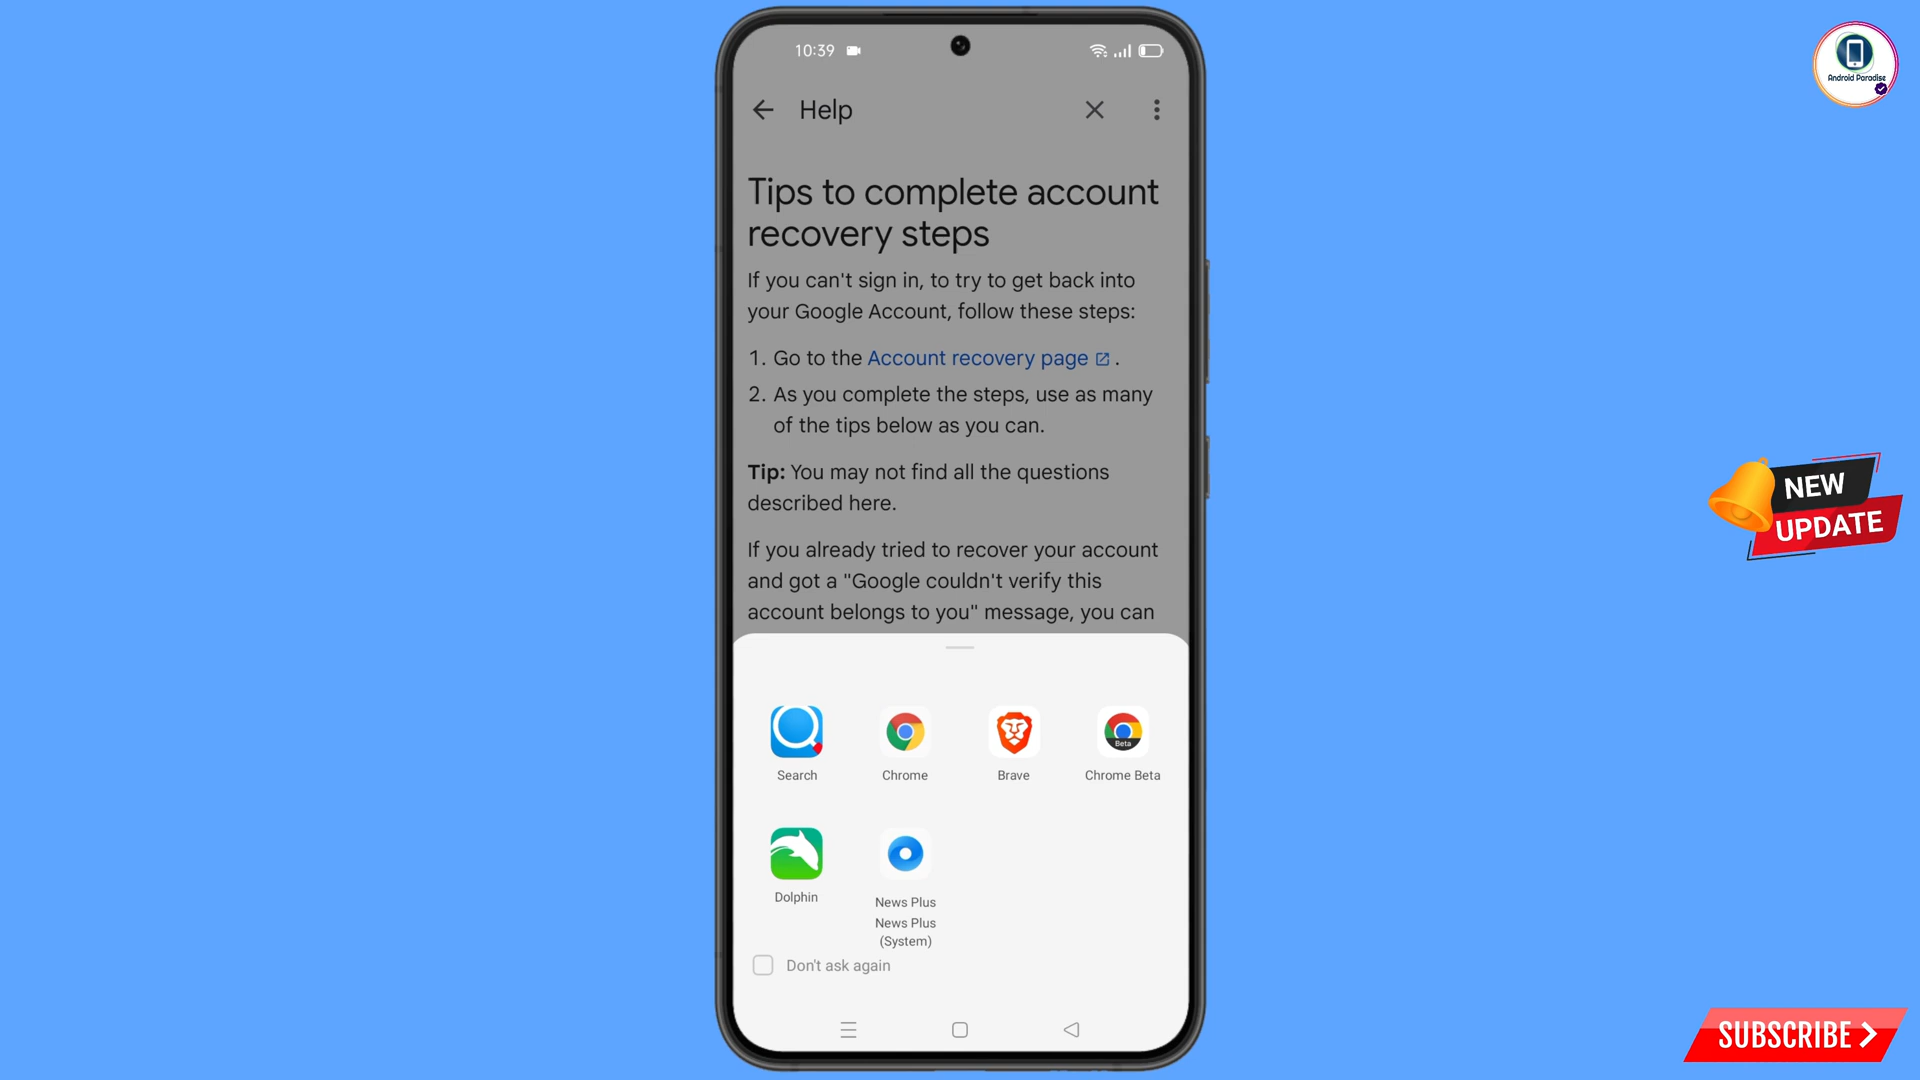 10:39
Android Paradise
Help
Tips to complete account
recovery steps
If you can't sign in, to try to get back into
your Google Account, follow these steps:
1. Go to the Account recovery page .
2. As you complete the steps, use as many
of the tips below as you can.
Tip: You may not find all the questions
described here.
If you already tried to recover your account
and got a "Google couldn't verify this
account belongs to you" message, you can
NEW
UPDATE
Beta
Search
Chrome
Brave
Chrome Beta
Dolphin
News Plus
News Plus
(System)
Don't ask again
SUBSCRIBE